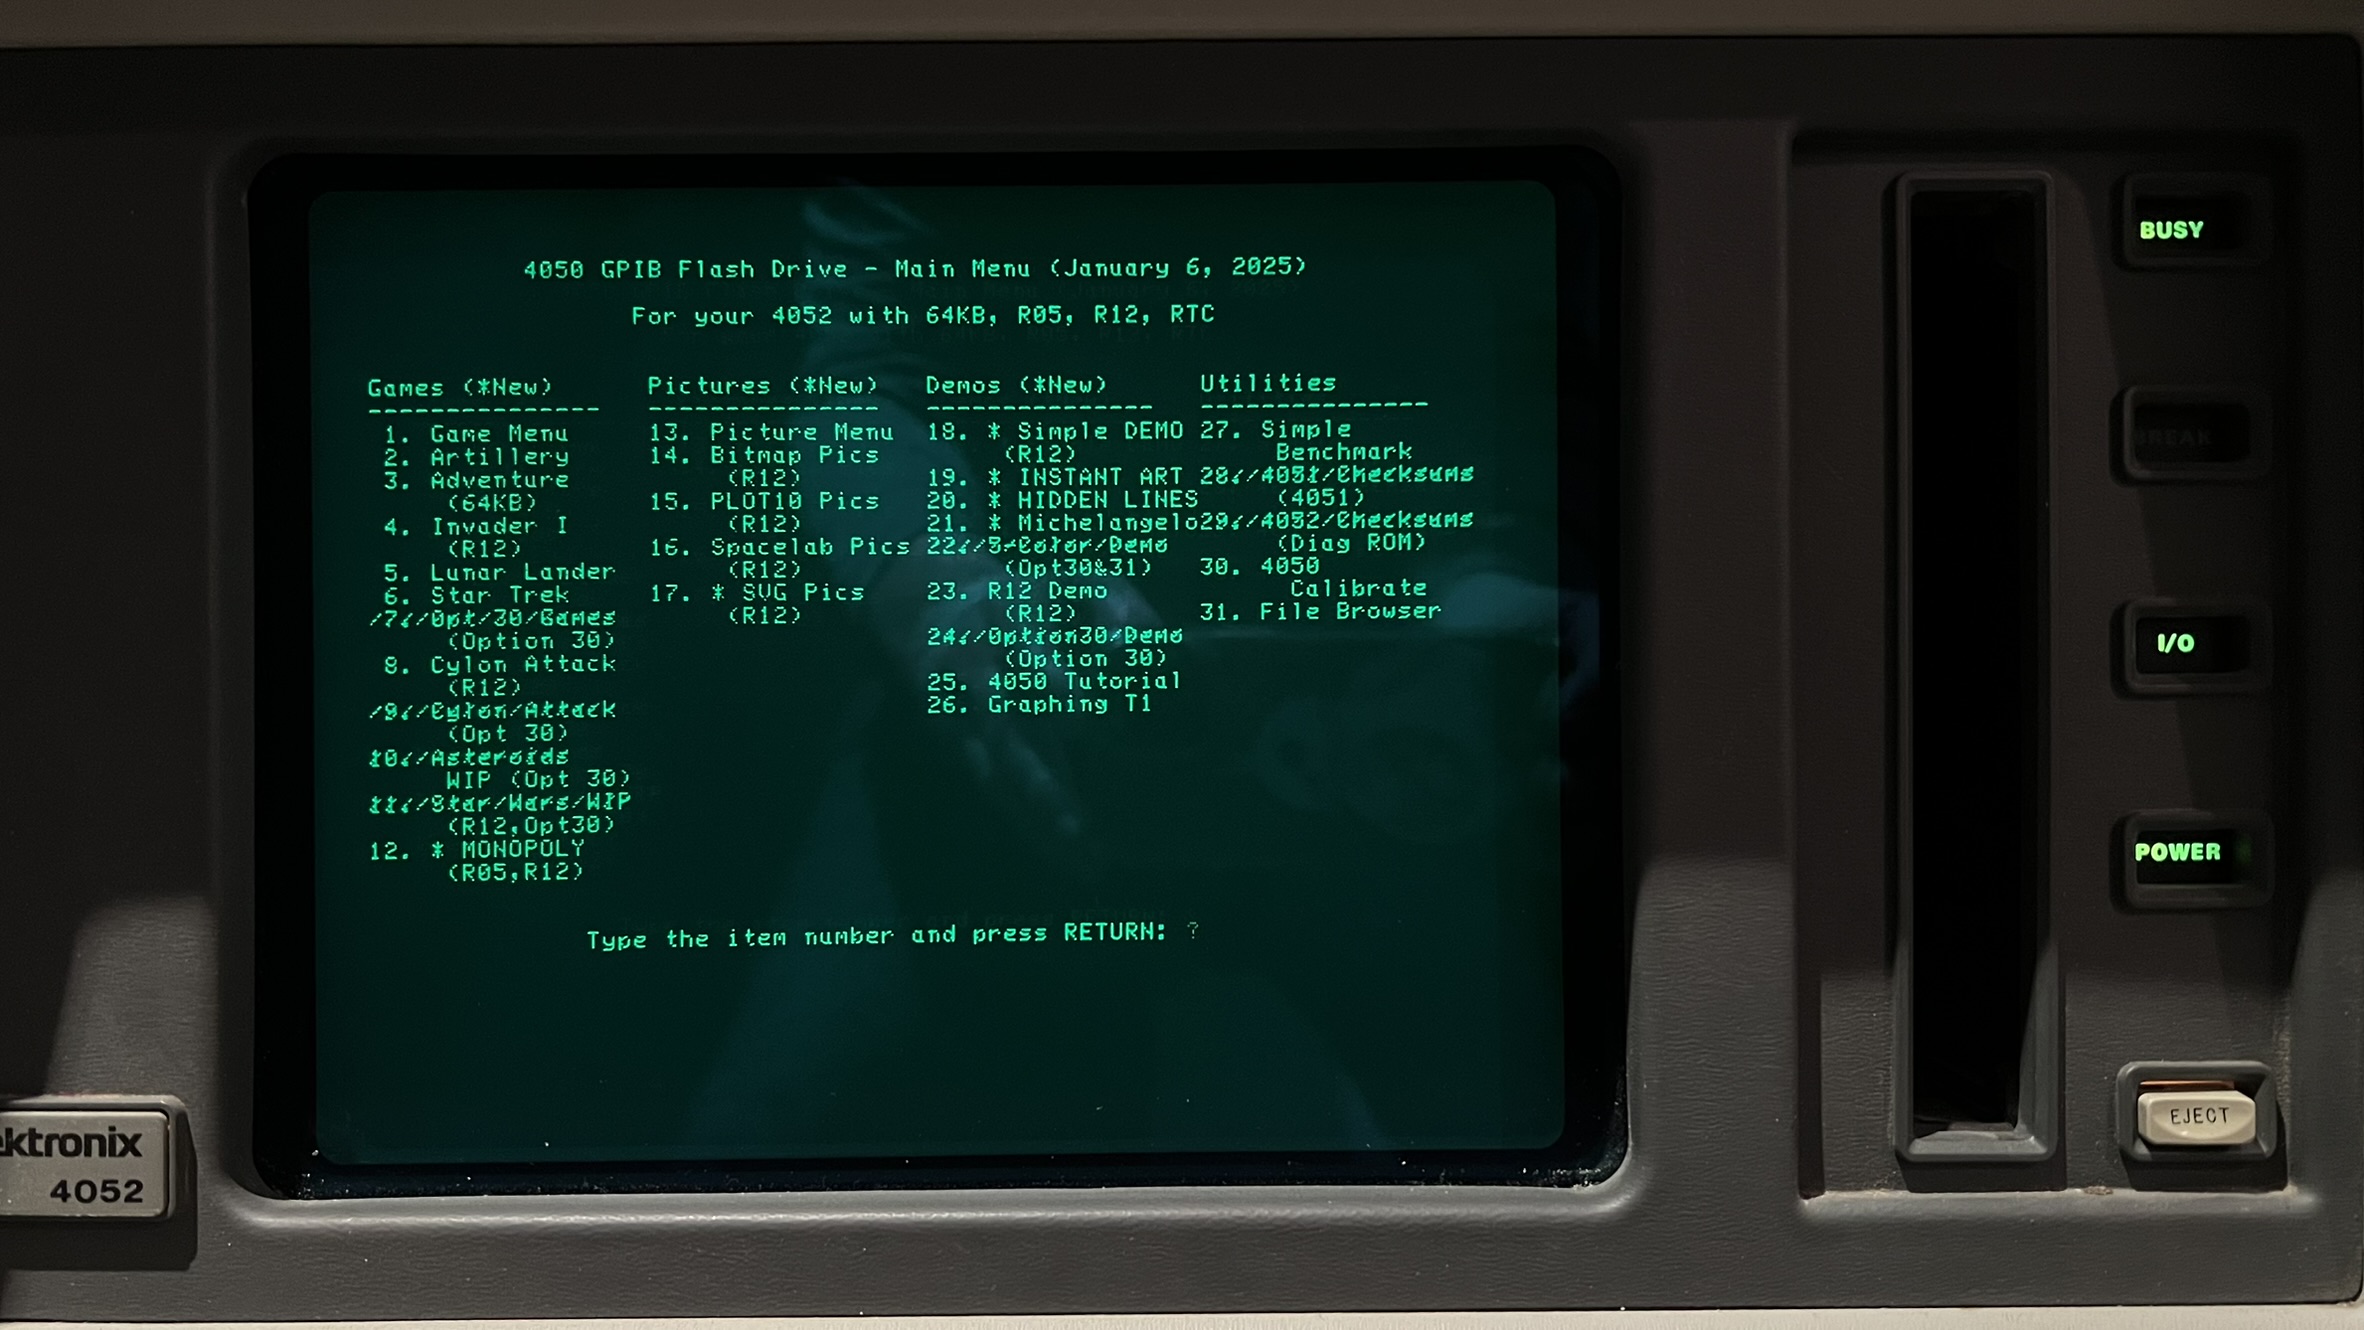 4050 GPIB Flash Drive - Main Menu (January 6, 2025)
For your 4052 with 64KB, R05, R12, RTC
Games (*New)
---------------
1. Game Menu
2. Artillery
3. Adventure
(64KB)
4. Invader I
(R12)
5. Lunar Lander
6. Star Trek
7. Opt 30 Games
(Option 30)
8. Cylon Attack
(R12)
9. Cylon Attack
(Opt 30)
10. Asteroids
WIP (Opt 30)
11. Star Wars WIP
(R12,Opt30)
12. * MONOPOLY
(R05,R12)
Pictures (*New)
---------------
13. Picture Menu
14. Bitmap Pics
(R12)
15. PLOT10 Pics
(R12)
16. Spacelab Pics
(R12)
17. * SVG Pics
(R12)
Demos (*New)
---------------
18. * Simple DEMO
(R12)
19. * INSTANT ART
20. * HIDDEN LINES
21. * Michelangelo
22. 3-Color Demo
(Opt30&31)
23. R12 Demo
(R12)
24. Option30 Demo
(Option 30)
25. 4050 Tutorial
26. Graphing T1
Utilities
---------------
27. Simple
Benchmark
28. 4051 Checksums
(4051)
29. 4052 Checksums
(Diag ROM)
30. 4050
Calibrate
31. File Browser
Type the item number and press RETURN: ?
BUSY
BREAK
I/O
POWER
EJECT
ektronix
4052